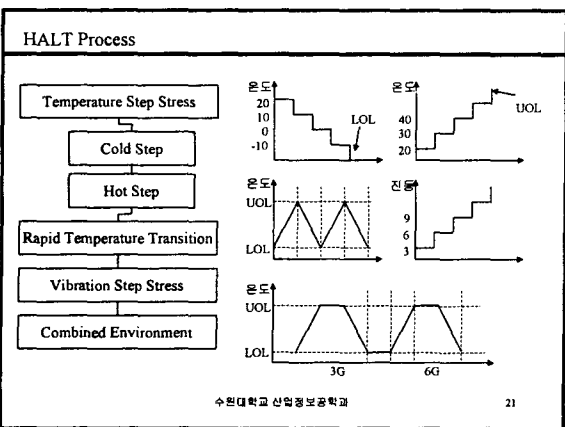 HALT Process
Temperature Step Stress
Cold Step
Hot Step
Rapid Temperature Transition
Vibration Step Stress
Combined Environment
온도
20
10
0
-10
LOL
온도
40
30
20
UOL
온도
UOL
LOL
진동
9
6
3
온도
UOL
LOL
3G
6G
수원대학교 산업정보공학과
21